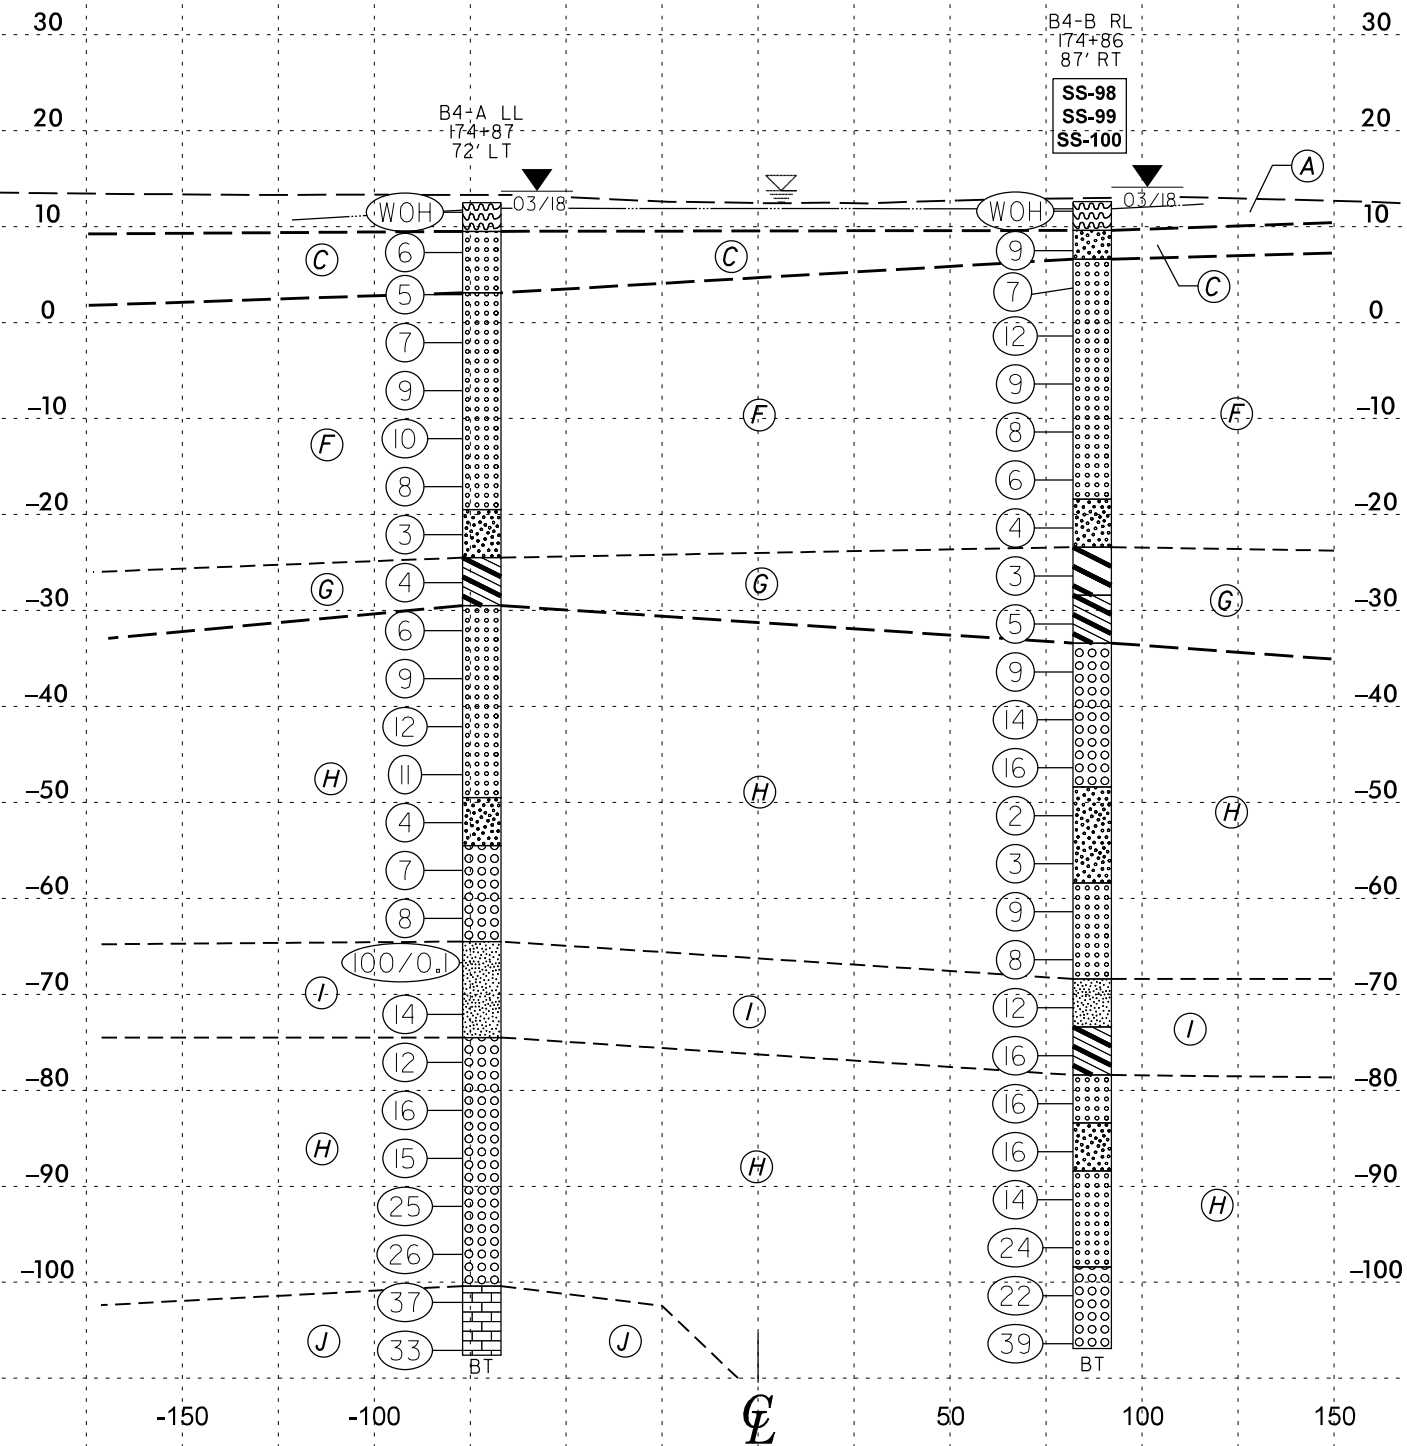 30
B4-B RL
174+86
87' RT
30
SS-98
SS-99
SS-100
20
B4-A LL
174+87
72' LT
20
A
10
WOH
03/18
WOH
03/18
10
6
C
C
9
C
5
7
0
0
7
12
9
9
-10
F
-10
F
F
10
8
8
6
-20
-20
3
4
4
G
G
3
G
-30
-30
6
5
9
9
-40
-40
12
14
11
H
16
-50
H
-50
H
4
2
7
3
-60
-60
8
9
100/0.1
8
-70
I
-70
14
I
12
I
12
16
-80
-80
16
16
15
H
16
-90
H
-90
25
14
H
26
24
-100
-100
37
22
33
J
J
39
BT
BT
-150
-100
CL
50
100
150